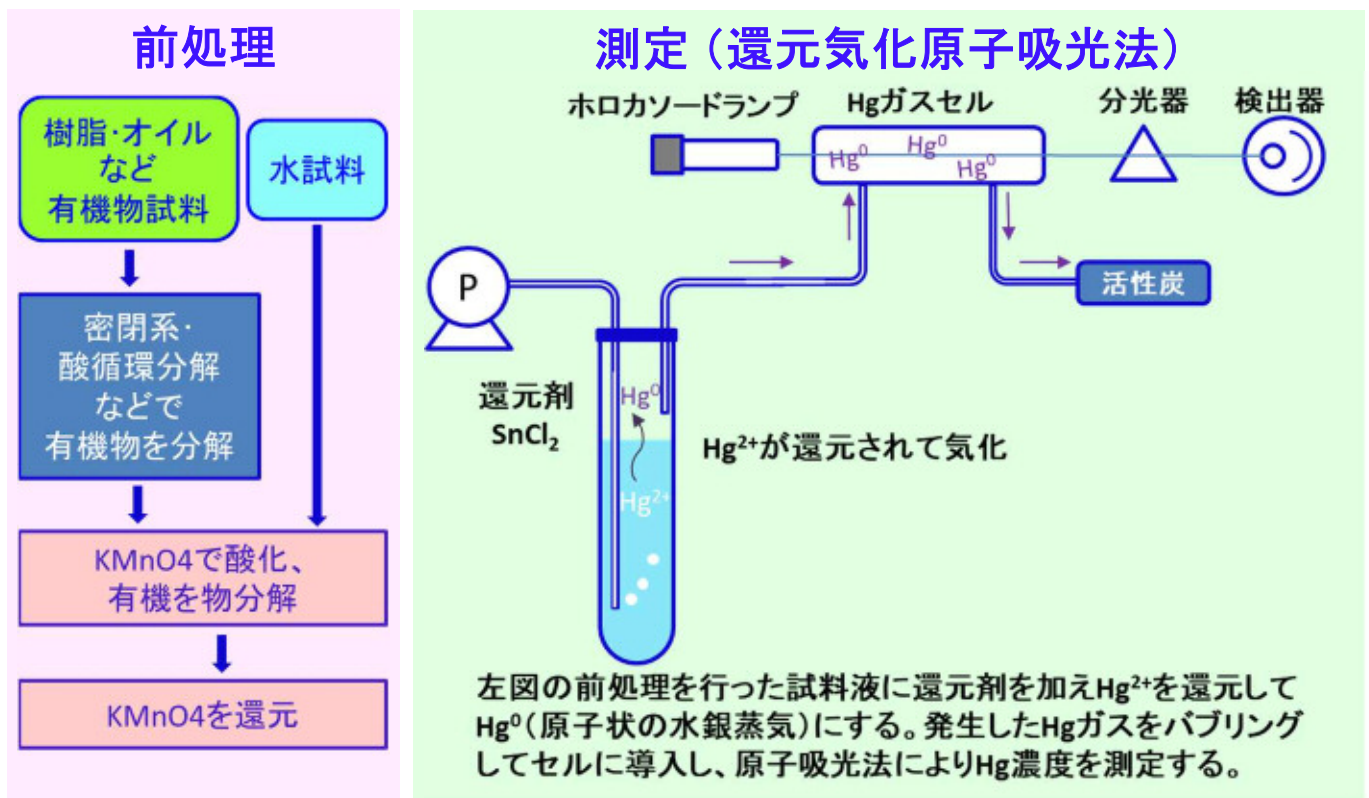 前処理
樹脂・オイル
など
有機物試料
水試料
密閉系・
酸循環分解
などで
有機物を分解
KMnO4で酸化、
有機を物分解
KMnO4を還元
測定（還元気化原子吸光法）
ホロカソードランプ
Hgガスセル
分光器
検出器
Hg⁰
Hg⁰
Hg⁰
P
活性炭
還元剤
SnCl₂
Hg⁰
Hg²⁺
Hg²⁺が還元されて気化
左図の前処理を行った試料液に還元剤を加えHg²⁺を還元して
Hg⁰（原子状の水銀蒸気）にする。発生したHgガスをバブリング
してセルに導入し、原子吸光法によりHg濃度を測定する。